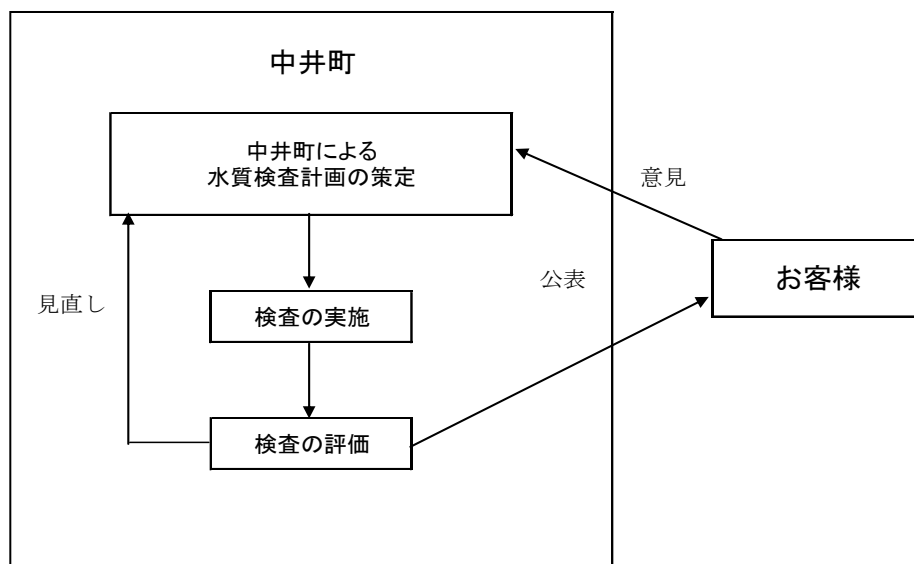 中井町
中井町による
水質検査計画の策定
意見
お客様
公表
見直し
検査の実施
検査の評価